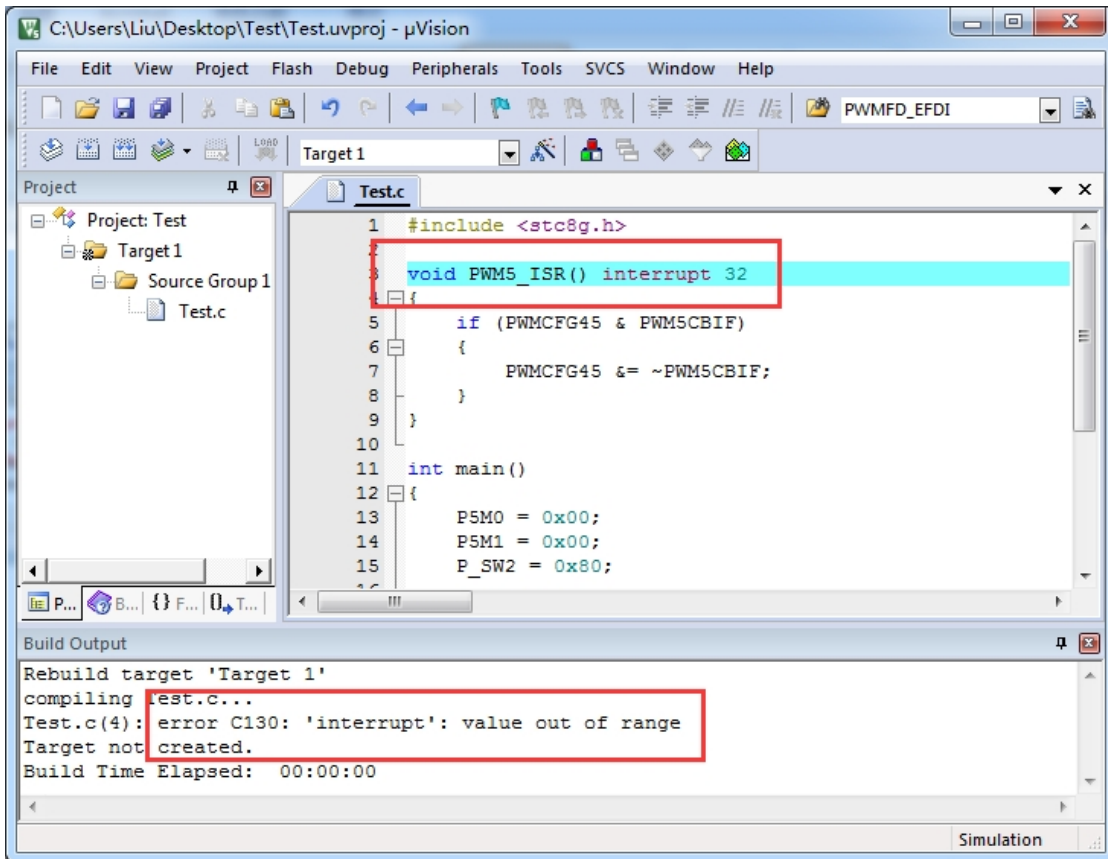 C:\Users\Liu\Desktop\Test\Test.uvproj - µVision
File Edit View Project Flash Debug Peripherals Tools SVCS Window Help
PWMFD_EFDI
LOAD Target 1
Project
Test.c
Project: Test
Target 1
Source Group 1
Test.c
1 #include <stc8g.h>
2
3 void PWM5_ISR() interrupt 32
4 {
5 if (PWMCFG45 & PWM5CBIF)
6 {
7 PWMCFG45 &= ~PWM5CBIF;
8 }
9 }
10
11 int main()
12 {
13 P5M0 = 0x00;
14 P5M1 = 0x00;
15 P_SW2 = 0x80;
P... B... {} F... 0 T...
Build Output
Rebuild target 'Target 1'
compiling Test.c...
Test.c(4): error C130: 'interrupt': value out of range
Target not created.
Build Time Elapsed: 00:00:00
Simulation